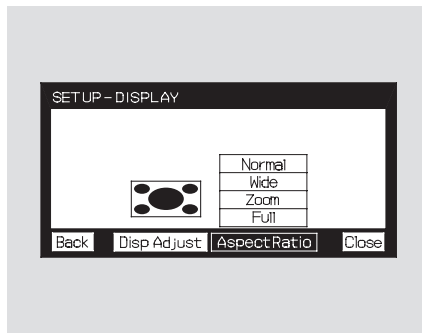 SETUP-DISPLAY
Normal
Wide
Zoom
Full
Back Disp Adjust AspectRatio Close